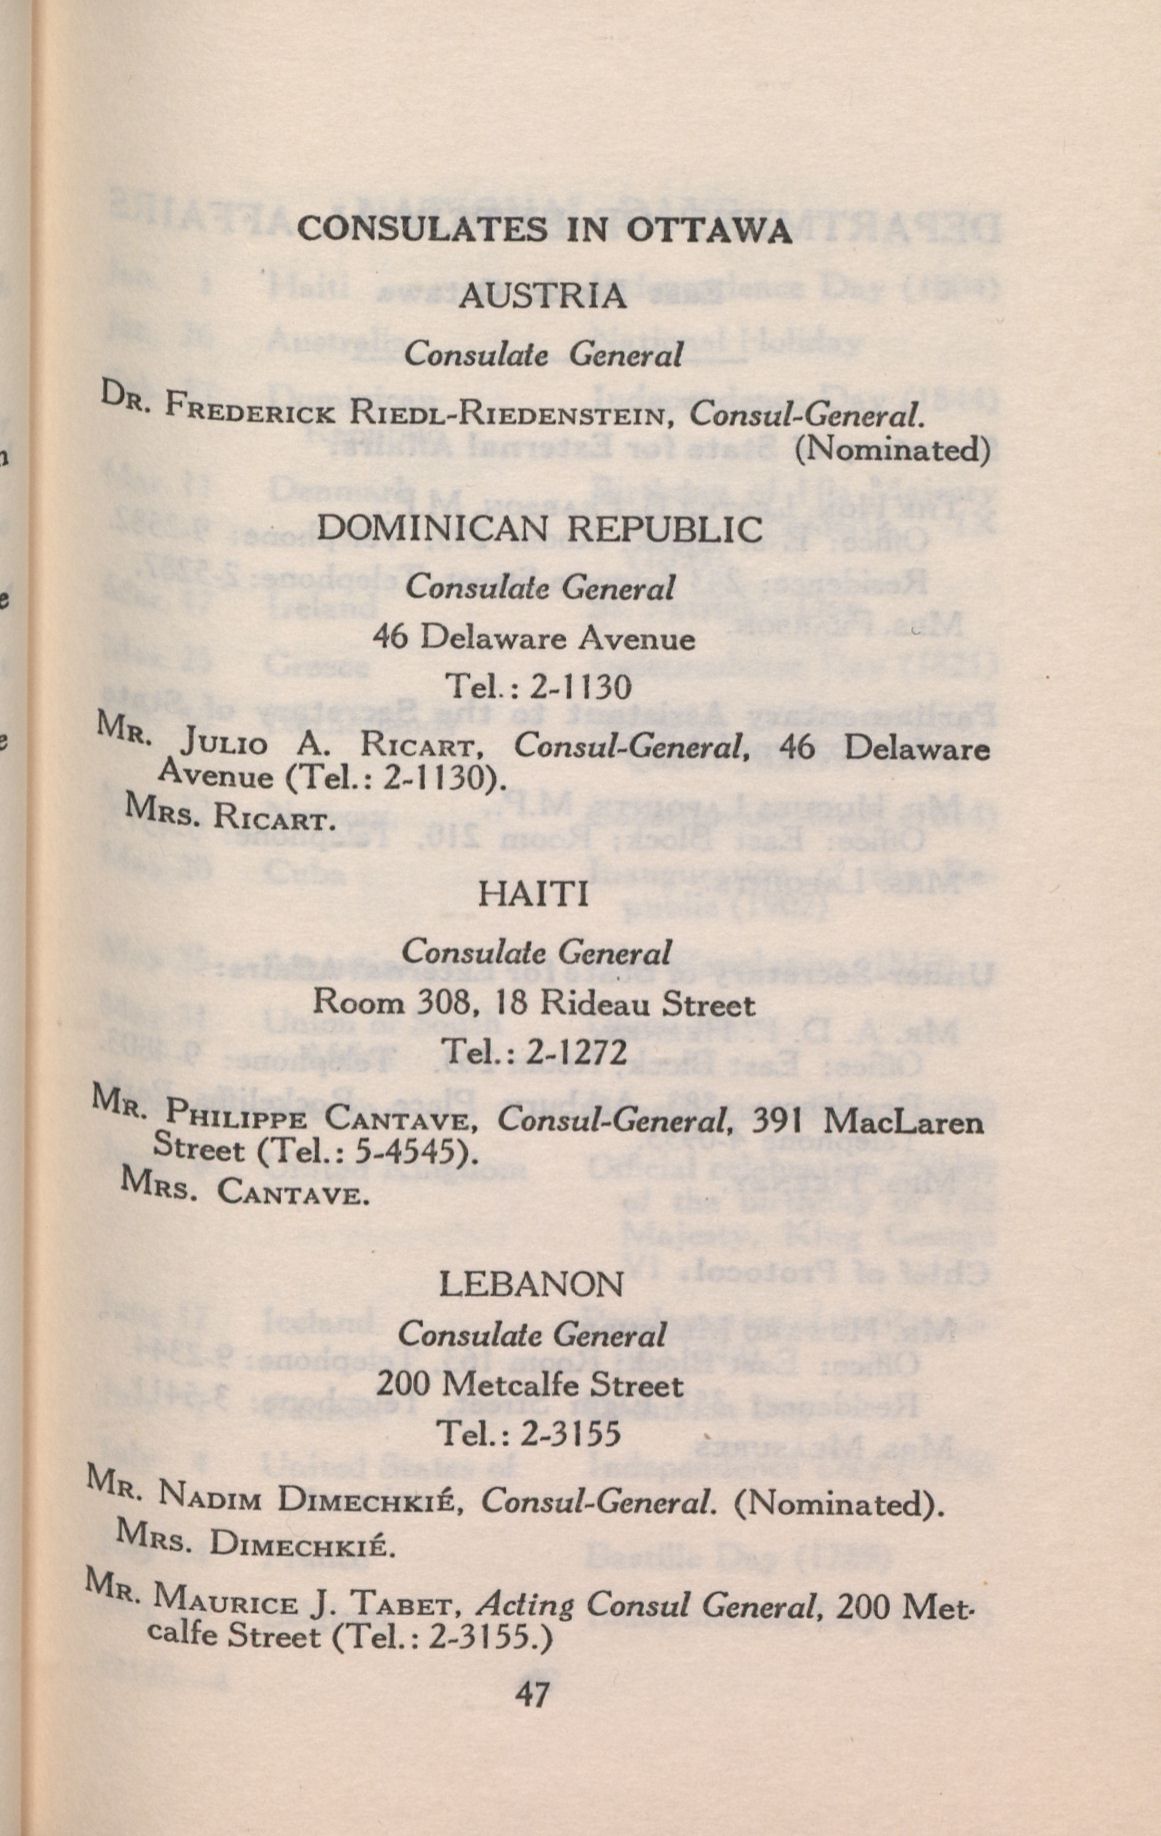 CONSULATES IN OTTAWA
AUSTRIA
Consulate General
DR. FREDERICK RIEDL-RIEDENSTEIN, Consul-General.
(Nominated)
DOMINICAN REPUBLIC
Consulate General
46 Delaware Avenue
Tel.: 2-1130
MR. JULIO A. RICART, Consul-General, 46 Delaware
Avenue (Tel.: 2-1130).
MRS. RICART.
HAITI
Consulate General
Room 308, 18 Rideau Street
Tel.: 2-1272
MR. PHILIPPE CANTAVE, Consul-General, 391 MacLaren
Street (Tel.: 5-4545).
MRS. CANTAVE.
LEBANON
Consulate General
200 Metcalfe Street
Tel.: 2-3155
MR. NADIM DIMECHKIÉ, Consul-General. (Nominated).
MRS. DIMECHKIÉ.
MR. MAURICE J. TABET, Acting Consul General, 200 Met-
calfe Street (Tel.: 2-3155.)
47